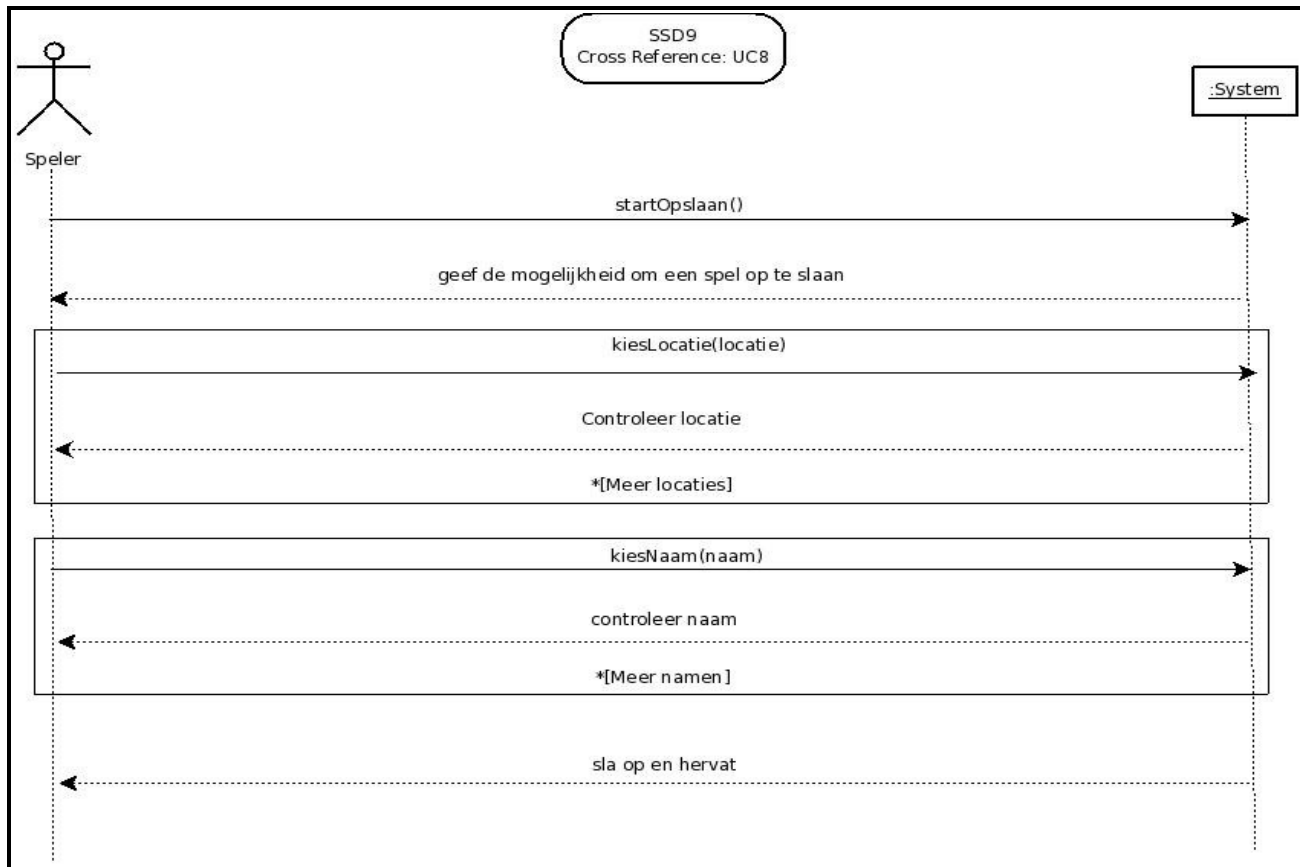 SSD9
Cross Reference: UC8
:System
Speler
startOpslaan()
geef de mogelijkheid om een spel op te slaan
kiesLocatie(locatie)
Controleer locatie
*[Meer locaties]
kiesNaam(naam)
controleer naam
*[Meer namen]
sla op en hervat